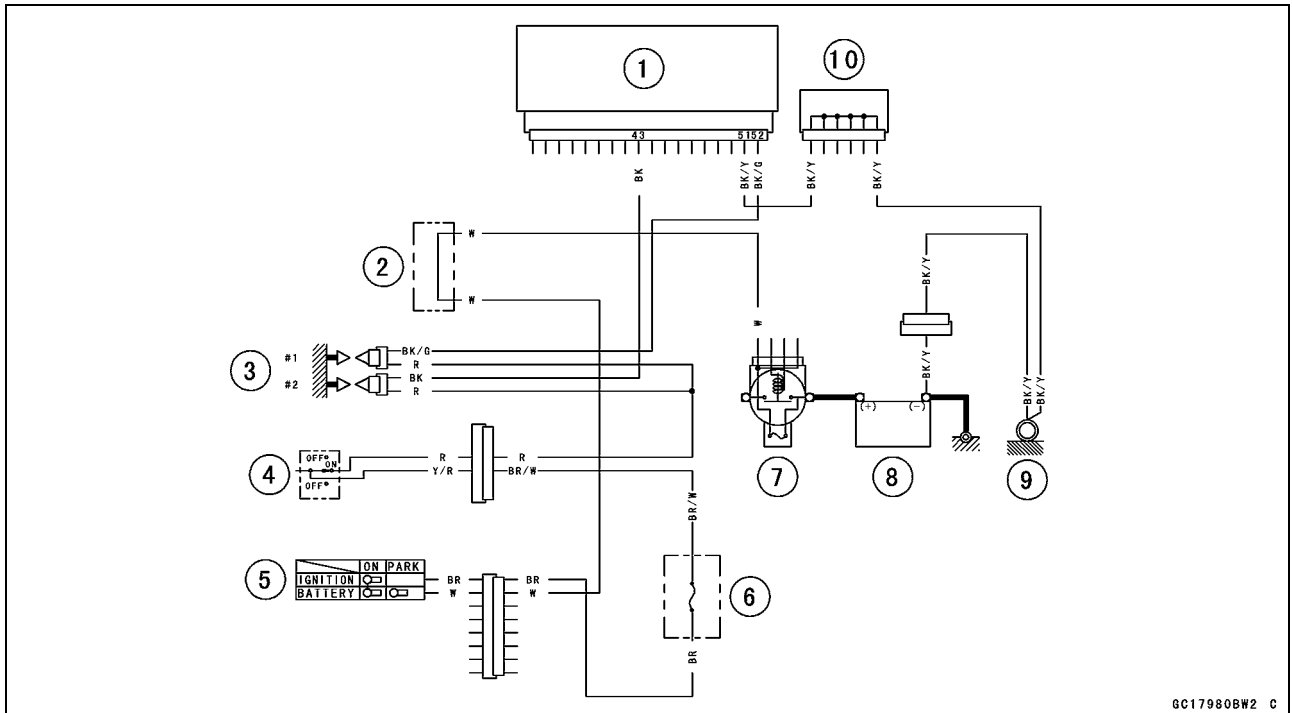 1
10
43 5152
BK
BK/Y
BK/G
BK/Y
BK/Y
2
W
W
W
BK/Y
BK/Y
BK/Y
BK/Y
3
#1
BK/G
R
#2
BK
R
(+) (-)
4
OFF
ON
OFF
R
Y/R
R
BR/W
BR/W
7
8
9
5
ON PARK
IGNITION
BATTERY
BR
W
BR
W
6
BR
GC17980BW2 C